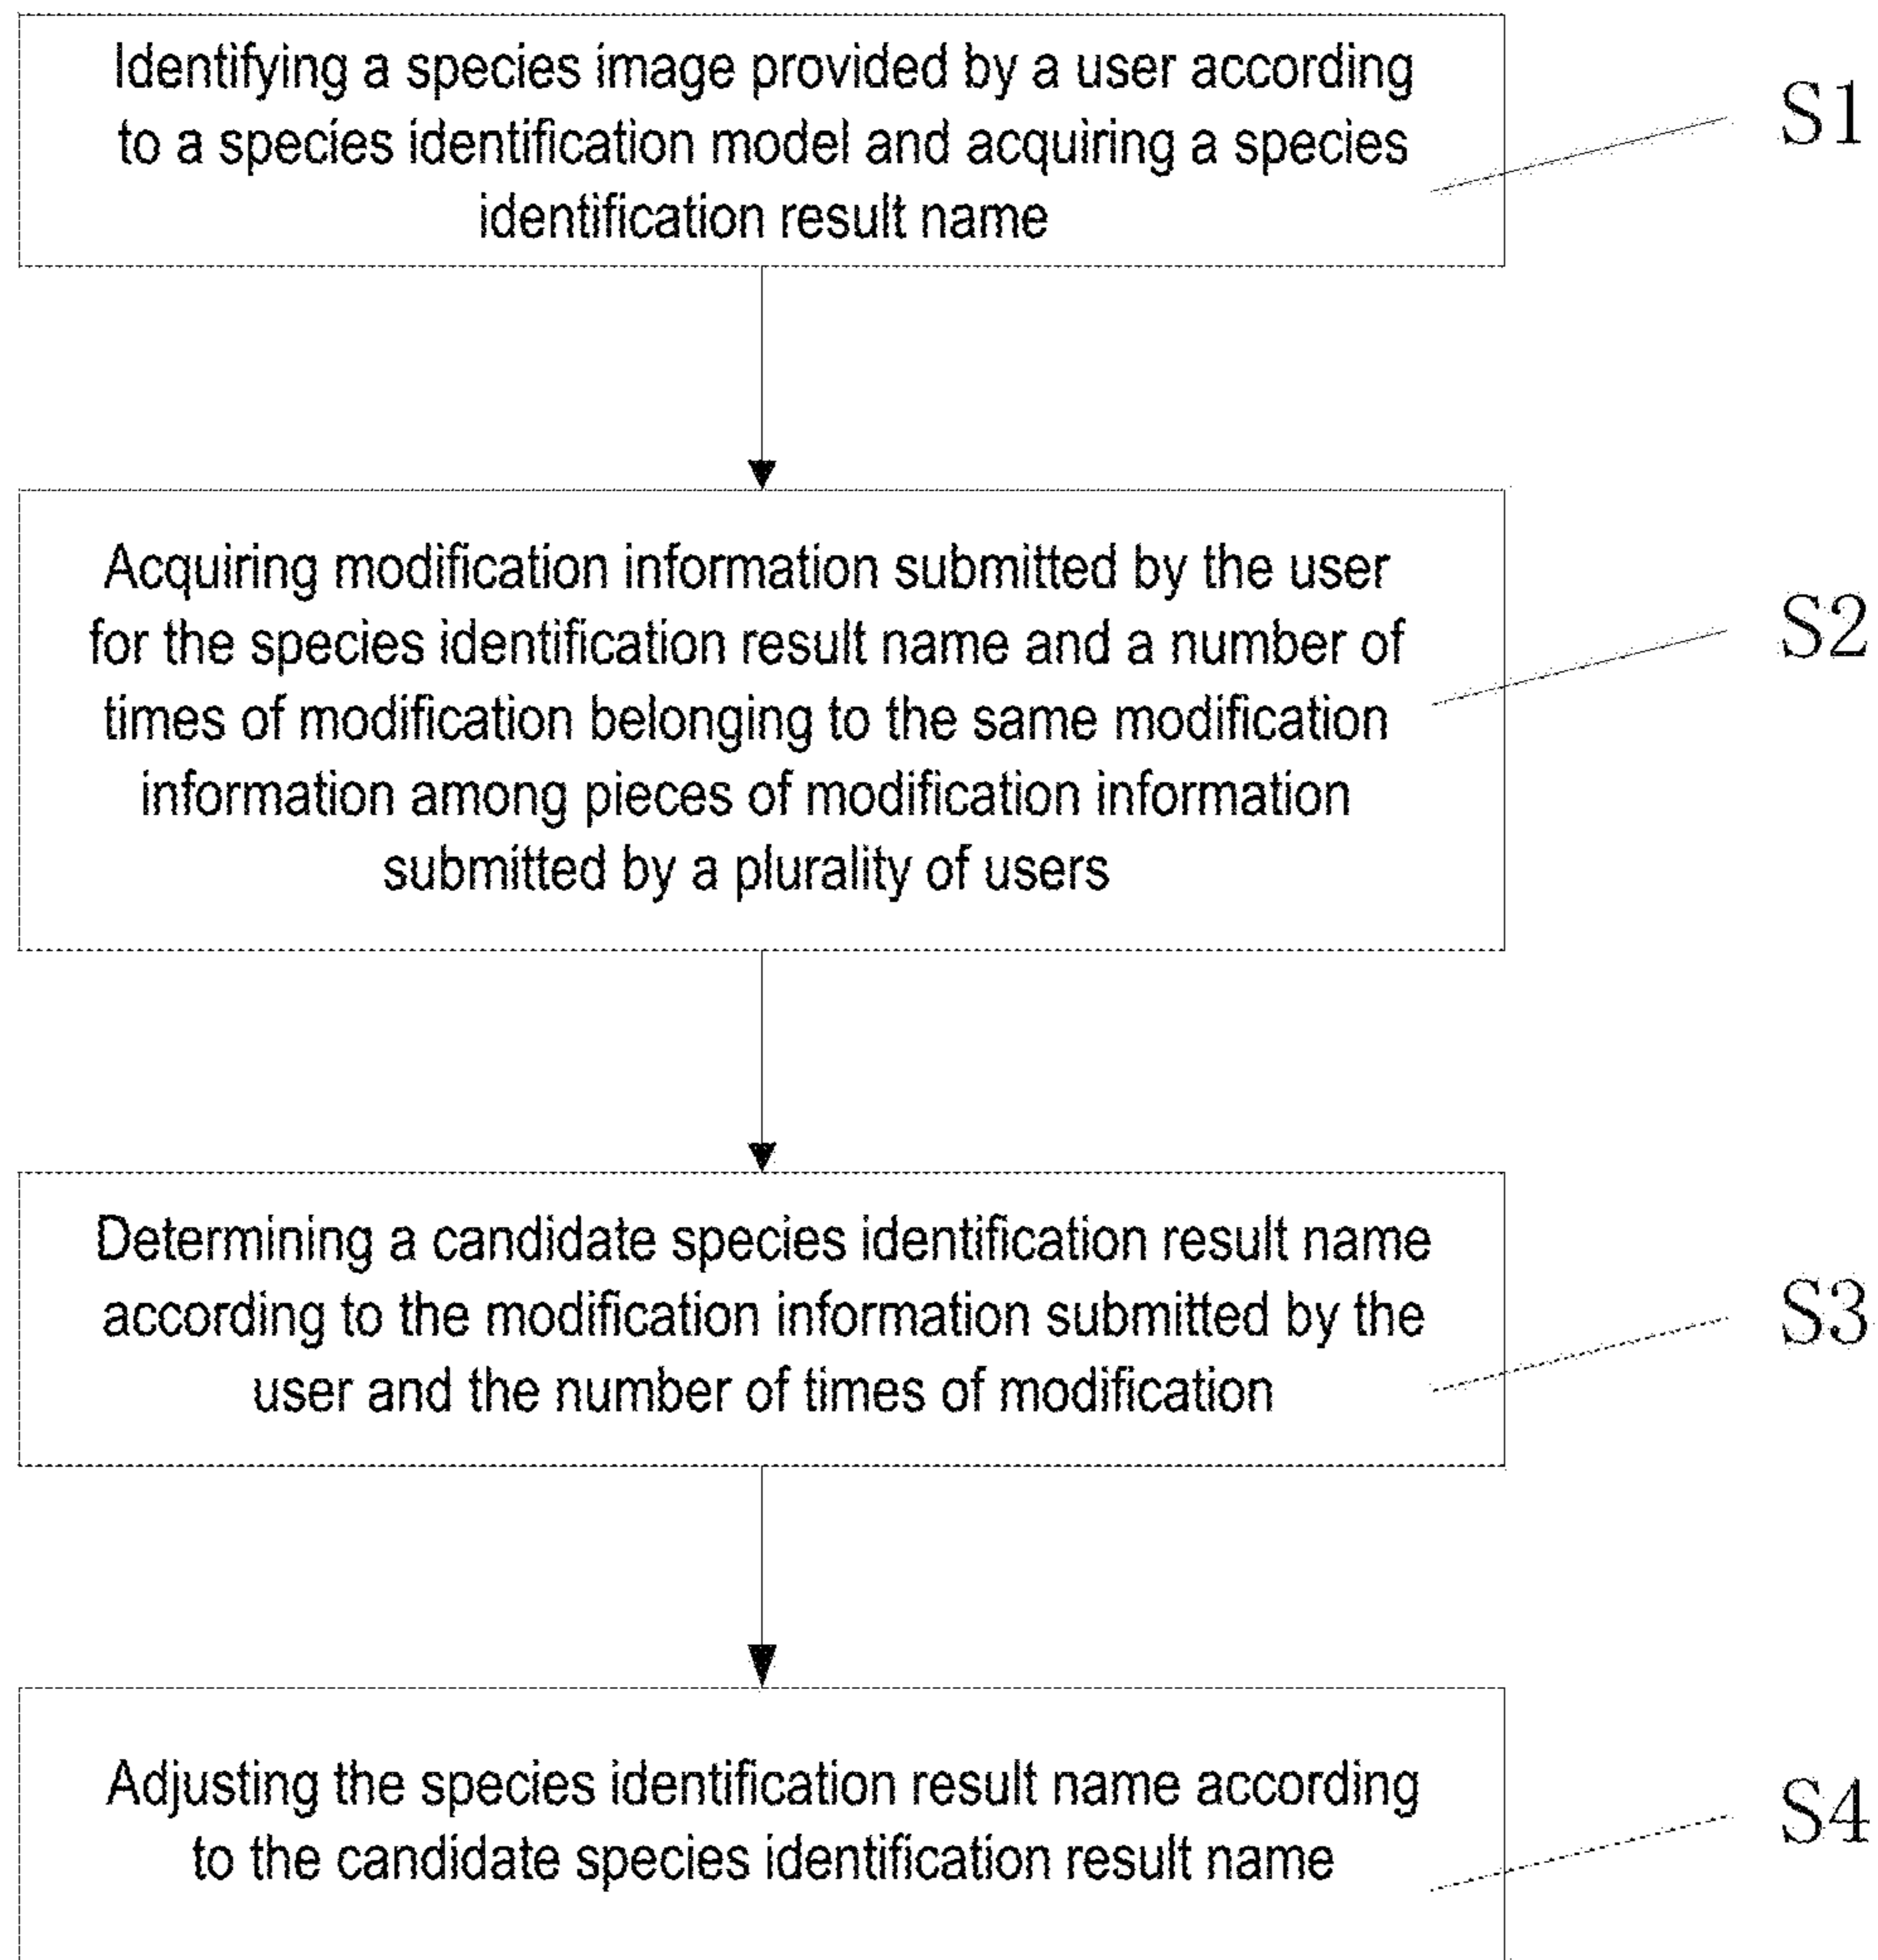 Identifying a species image provided by a user according
to a species identification model and acquiring a species
identification result name
S1
Acquiring modification information submitted by the user
for the species identification result name and a number of
times of modification belonging to the same modification
information among pieces of modification information
submitted by a plurality of users
S2
Determining a candidate species identification result name
according to the modification information submitted by the
user and the number of times of modification
S3
Adjusting the species identification result name according
to the candidate species identification result name
S4